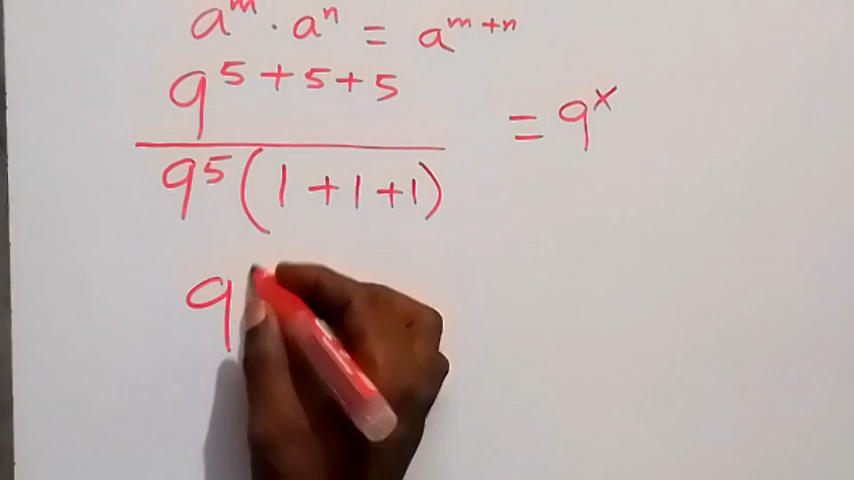 a^m · a^n = a^{m+n}
9^{5+5+5} / 9^5(1+1+1) = 9^x
9